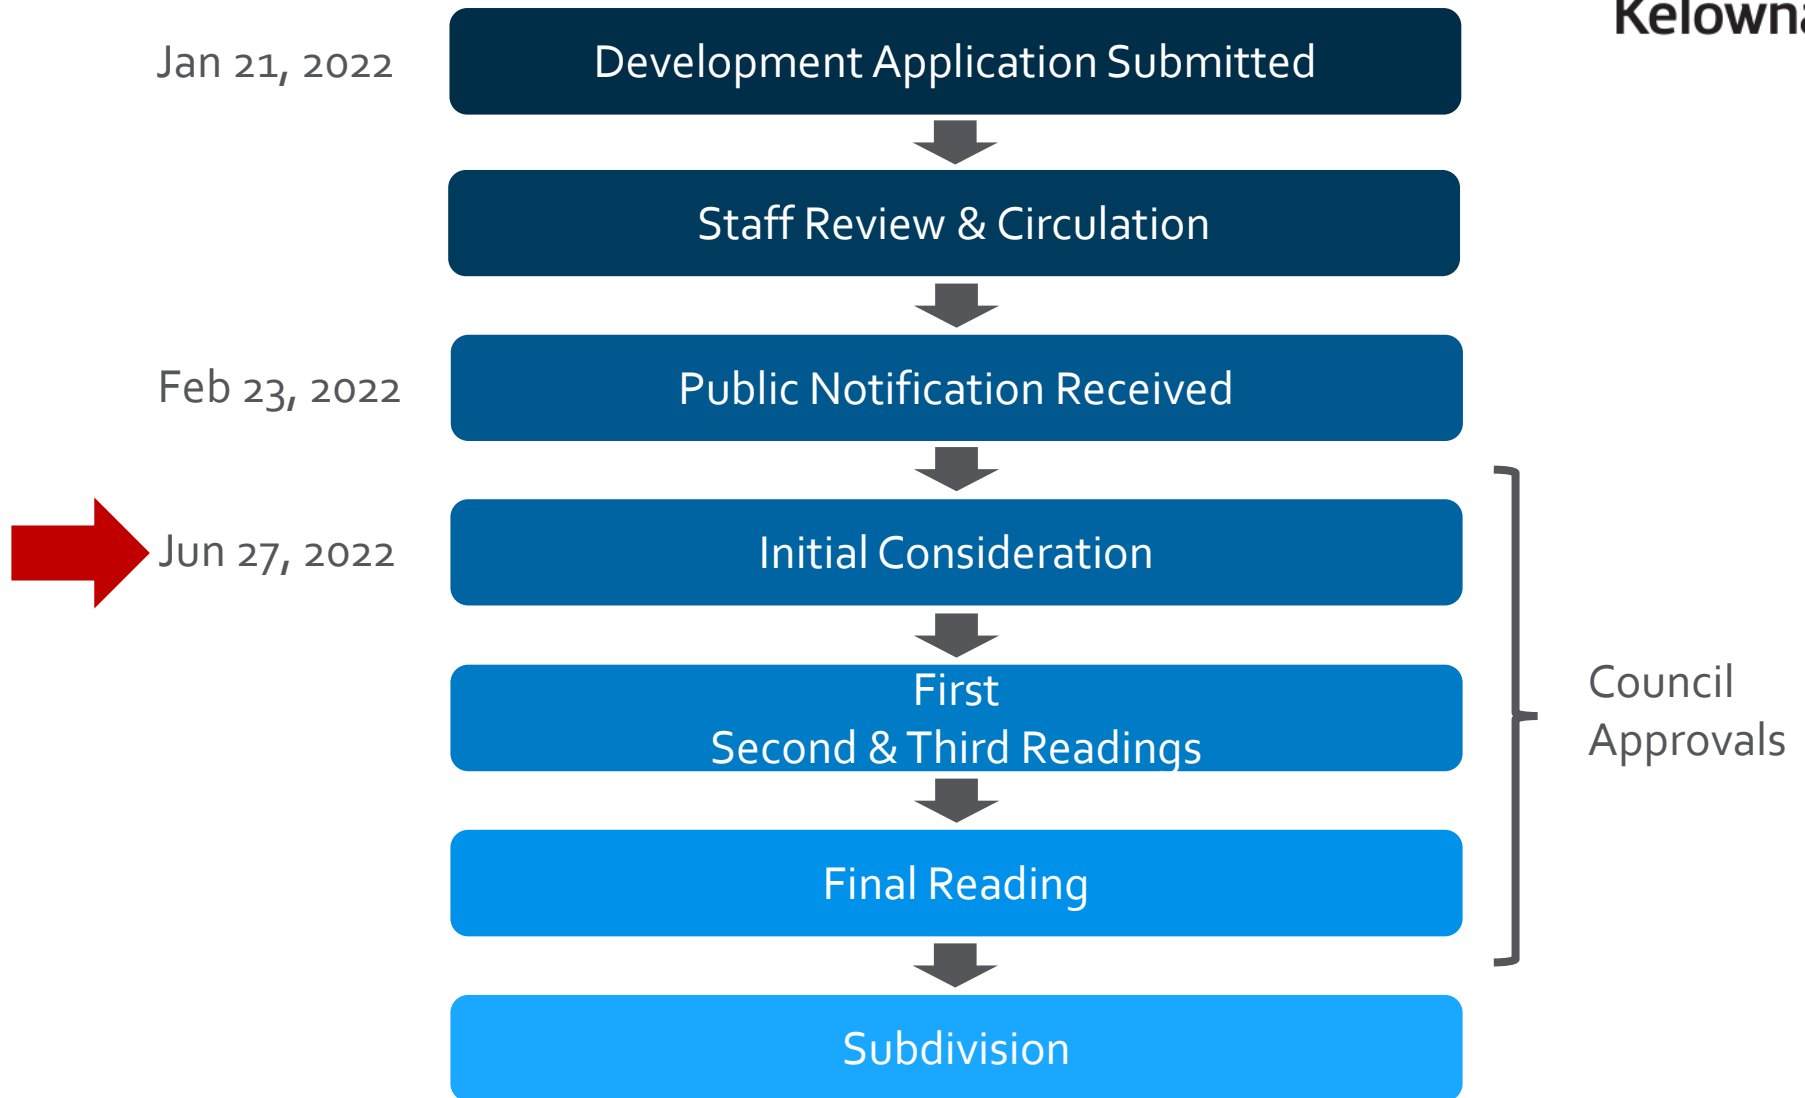 Kelowna
Jan 21, 2022
Development Application Submitted
Staff Review & Circulation
Feb 23, 2022
Public Notification Received
Jun 27, 2022
Initial Consideration
First
Second & Third Readings
Council
Approvals
Final Reading
Subdivision